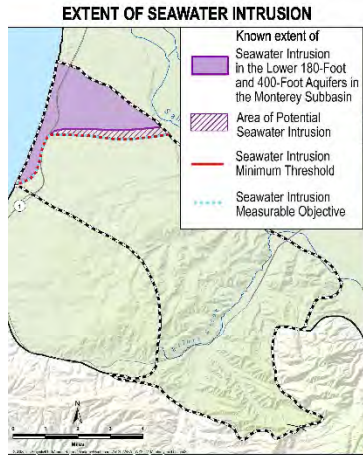 EXTENT OF SEAWATER INTRUSION
Known extent of
Seawater Intrusion
in the Lower 180-Foot
and 400-Foot Aquifers in
the Monterey Subbasin
Area of Potential
Seawater Intrusion
Seawater Intrusion
Minimum Threshold
Seawater Intrusion
Measurable Objective
1
N
Miles